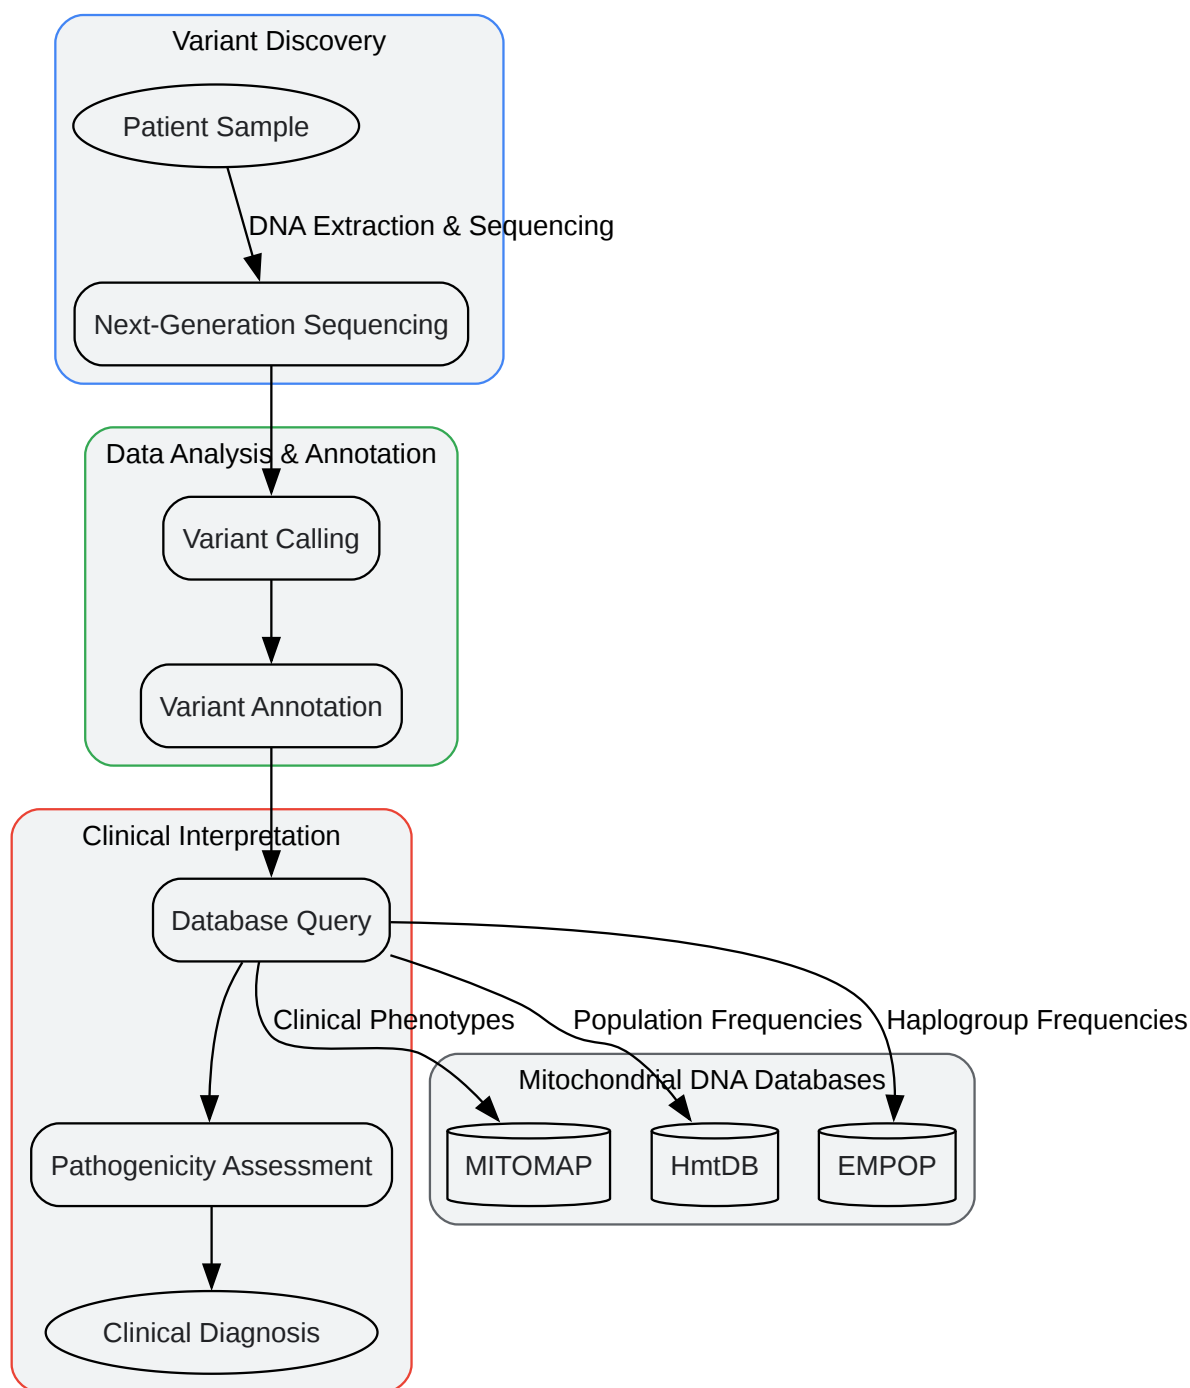 Variant Discovery
Patient Sample
DNA Extraction & Sequencing
Next-Generation Sequencing
Data Analysis & Annotation
Variant Calling
Variant Annotation
Clinical Interpretation
Database Query
Clinical Phenotypes
Population Frequencies
Haplogroup Frequencies
Mitochondrial DNA Databases
MITOMAP
HmtDB
EMPOP
Pathogenicity Assessment
Clinical Diagnosis